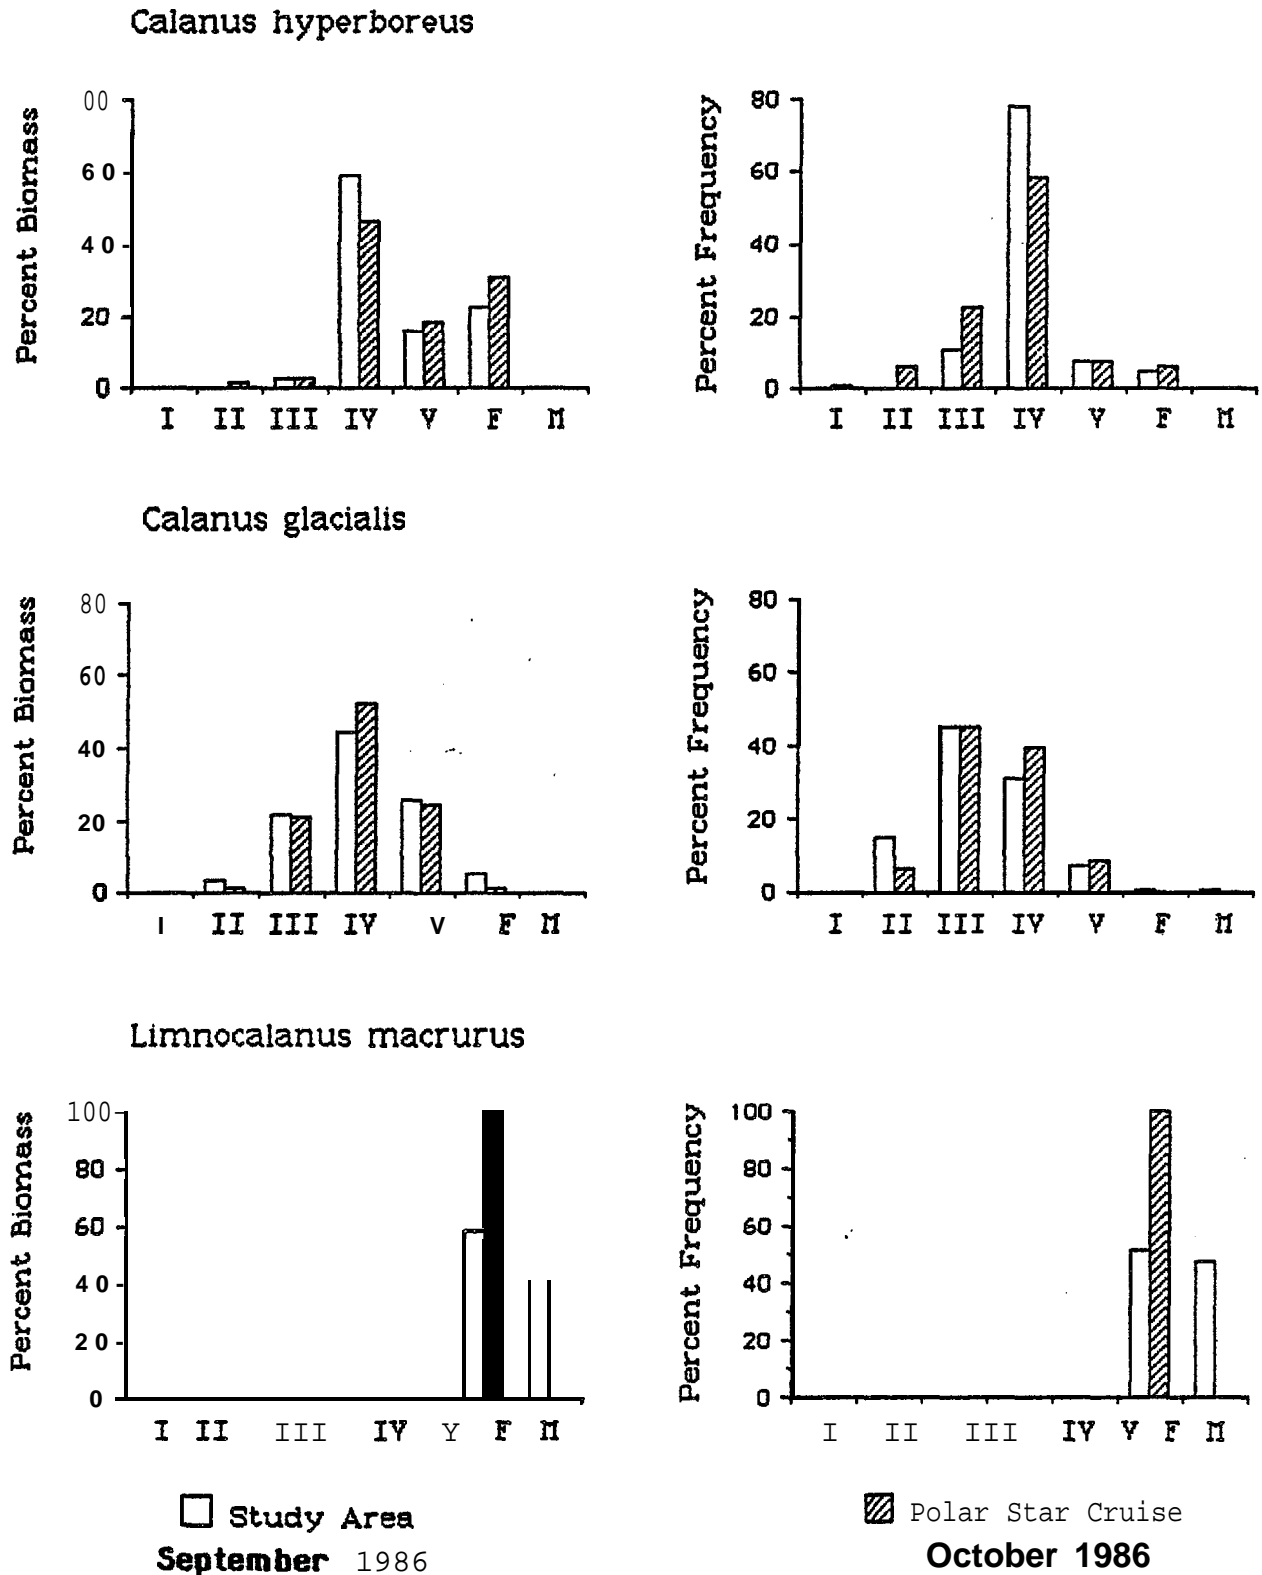 Calanus hyperboreus
Percent Biomass
00
60
40
20
0
I II III IV V F M
Percent Frequency
80
60
40
20
0
I II III IV V F M
Calanus glacialis
Percent Biomass
80
60
40
20
0
I II III IV V F M
Percent Frequency
80
60
40
20
0
I II III IV V F M
Limnocalanus macrurus
Percent Biomass
100
80
60
40
20
0
I II III IV Y F M
Percent Frequency
100
80
60
40
20
0
I II III IV V F M
Study Area
September 1986
Polar Star Cruise
October 1986